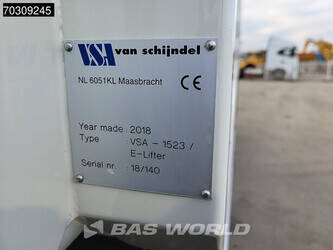 70309245
VSA van schijndel
NL 6051KL Maasbracht CE
Year made: 2018
Type VSA - 1523 /
E-Lifter
Serial nr. 18/140
BAS WORLD